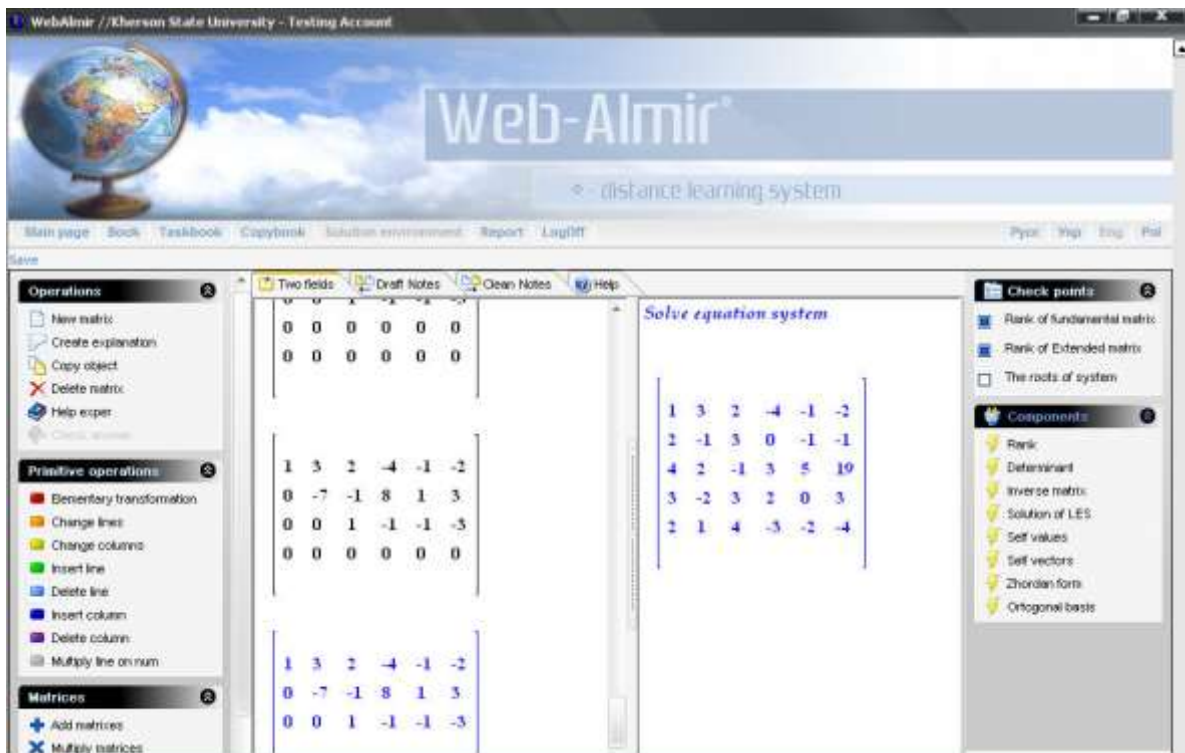 WebAlmir //Kherson State University - Testing Account
Web-Almir
distance learning system
Main page Book Taskbook Copybook Solution environment Report LogOff
Eng Pol
Save
Operations
New matrix
Create explanation
Copy object
Delete matrix
Help exper
Primitive operations
Elementary transformation
Change lines
Change columns
Insert line
Delete line
Insert column
Delete column
Multiply line on num
Matrices
Add matrixes
Multiply matrices
Two fields Draft Notes Clean Notes Help
0 0 1 -1 -1 -3
0 0 0 0 0 0
0 0 0 0 0 0
1 3 2 -4 -1 -2
0 -7 -1 8 1 3
0 0 1 -1 -1 -3
0 0 0 0 0 0
1 3 2 -4 -1 -2
0 -7 -1 8 1 3
0 0 1 -1 -1 -3
Solve equation system
1 3 2 -4 -1 -2
2 -1 3 0 -1 -1
4 2 -1 3 5 19
3 -2 3 2 0 3
2 1 4 -3 -2 -4
Check points
Rank of fundamental matrix
Rank of Extended matrix
The roots of system
Components
Rank
Determinant
Inverse matrix
Solution of LES
Self values
Self vectors
Zhordan form
Ortogonal basis